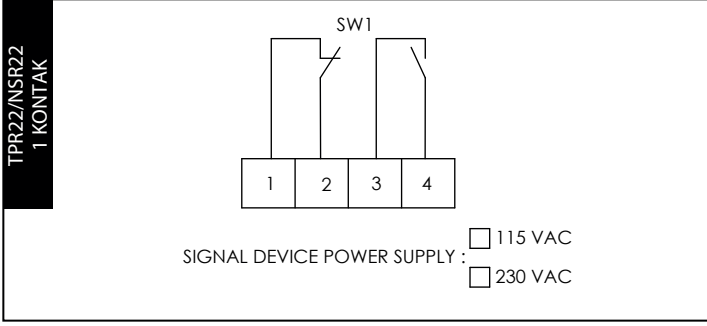 TPR22/NSR22
1 KONTAK
SW1
1 2 3 4
SIGNAL DEVICE POWER SUPPLY :
115 VAC
230 VAC